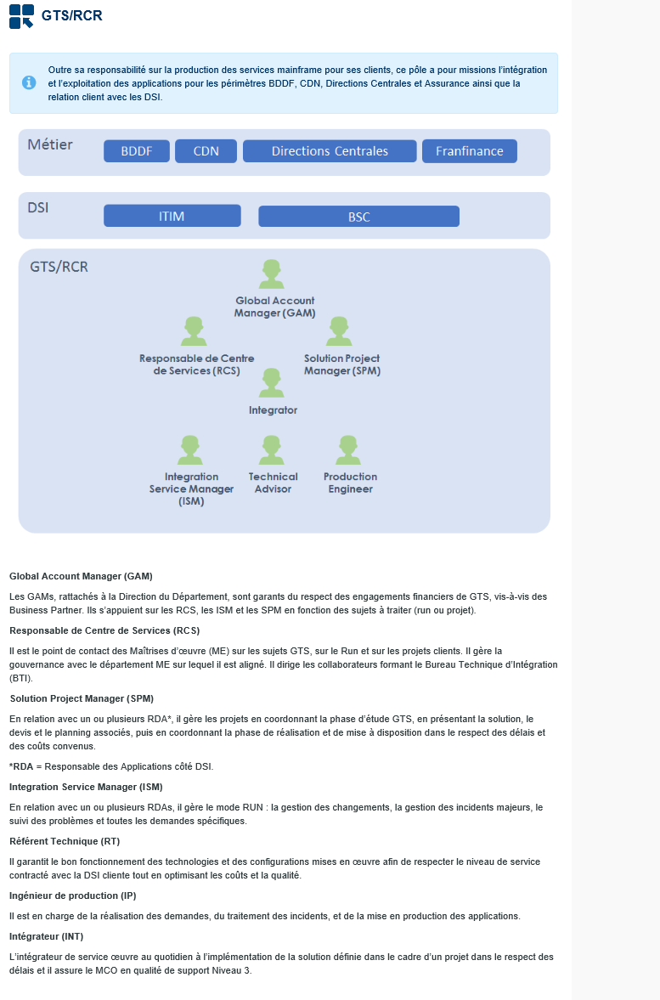 GTS/RCR
Outre sa responsabilité sur la production des services mainframe pour ses clients, ce pôle a pour missions l'intégration
et l'exploitation des applications pour les périmètres BDDF, CDN, Directions Centrales et Assurance ainsi que la
relation client avec les DSI.
Métier
BDDF CDN Directions Centrales Franfinance
DSI
ITIM BSC
GTS/RCR
Global Account
Manager (GAM)
Responsable de Centre
de Services (RCS)
Solution Project
Manager (SPM)
Integrator
Integration
Service Manager
(ISM)
Technical
Advisor
Production
Engineer
Global Account Manager (GAM)
Les GAMs, rattachés à la Direction du Département, sont garants du respect des engagements financiers de GTS, vis-à-vis des
Business Partner. Ils s'appuient sur les RCS, les ISM et les SPM en fonction des sujets à traiter (run ou projet).
Responsable de Centre de Services (RCS)
Il est le point de contact des Maîtrises d'œuvre (ME) sur les sujets GTS, sur le Run et sur les projets clients. Il gère la
gouvernance avec le département ME sur lequel il est aligné. Il dirige les collaborateurs formant le Bureau Technique d'Intégration
(BTI).
Solution Project Manager (SPM)
En relation avec un ou plusieurs RDA*, il gère les projets en coordonnant la phase d'étude GTS, en présentant la solution, le
devis et le planning associés, puis en coordonnant la phase de réalisation et de mise à disposition dans le respect des délais et
des coûts convenus.
*RDA = Responsable des Applications côté DSI.
Integration Service Manager (ISM)
En relation avec un ou plusieurs RDAs, il gère le mode RUN : la gestion des changements, la gestion des incidents majeurs, le
suivi des problèmes et toutes les demandes spécifiques.
Référent Technique (RT)
Il garantit le bon fonctionnement des technologies et des configurations mises en œuvre afin de respecter le niveau de service
contracté avec la DSI cliente tout en optimisant les coûts et la qualité.
Ingénieur de production (IP)
Il est en charge de la réalisation des demandes, du traitement des incidents, et de la mise en production des applications.
Intégrateur (INT)
L'intégrateur de service œuvre au quotidien à l'implémentation de la solution définie dans le cadre d'un projet dans le respect des
délais et il assure le MCO en qualité de support Niveau 3.